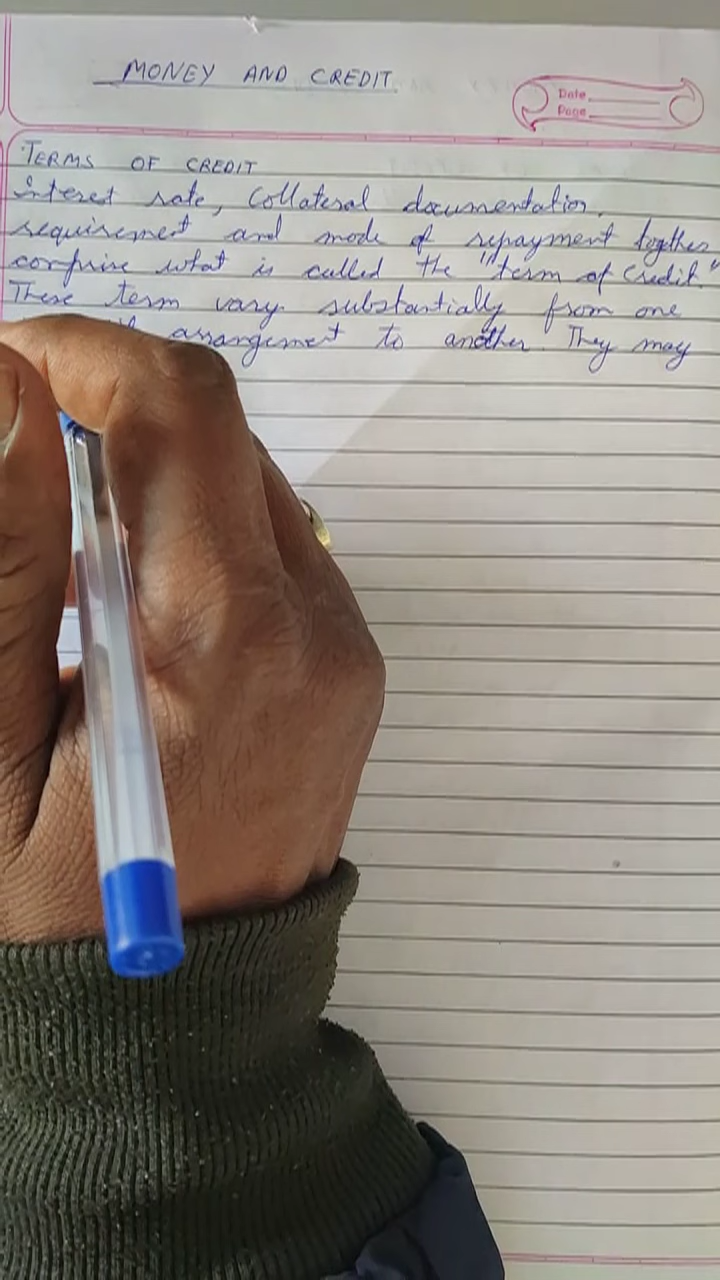 MONEY AND CREDIT
Date
Page
TERMS OF CREDIT
Interest rate, Collateral documentation,
requirement and mode of repayment together
comprise what is called the "term of Credit."
These term vary substantially from one
arrangement to another. They may